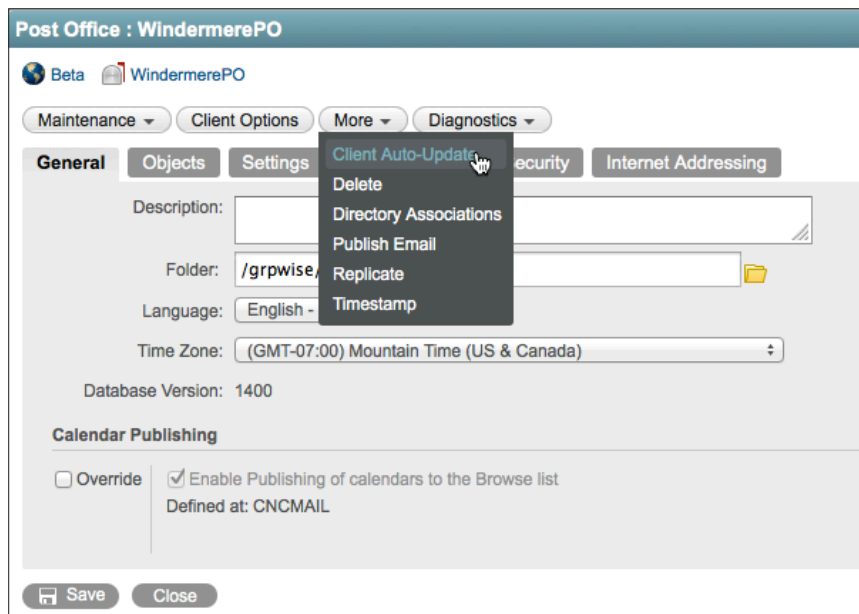 Post Office : WindermerePO
Beta WindermerePO
Maintenance Client Options More Diagnostics
General Objects Settings ecurity Internet Addressing
Client Auto-Update
Delete
Directory Associations
Publish Email
Replicate
Timestamp
Description:
Folder: /grpwise/
Language: English -
Time Zone: (GMT-07:00) Mountain Time (US & Canada)
Database Version: 1400
Calendar Publishing
Override Enable Publishing of calendars to the Browse list
Defined at: CNCMAIL
Save Close